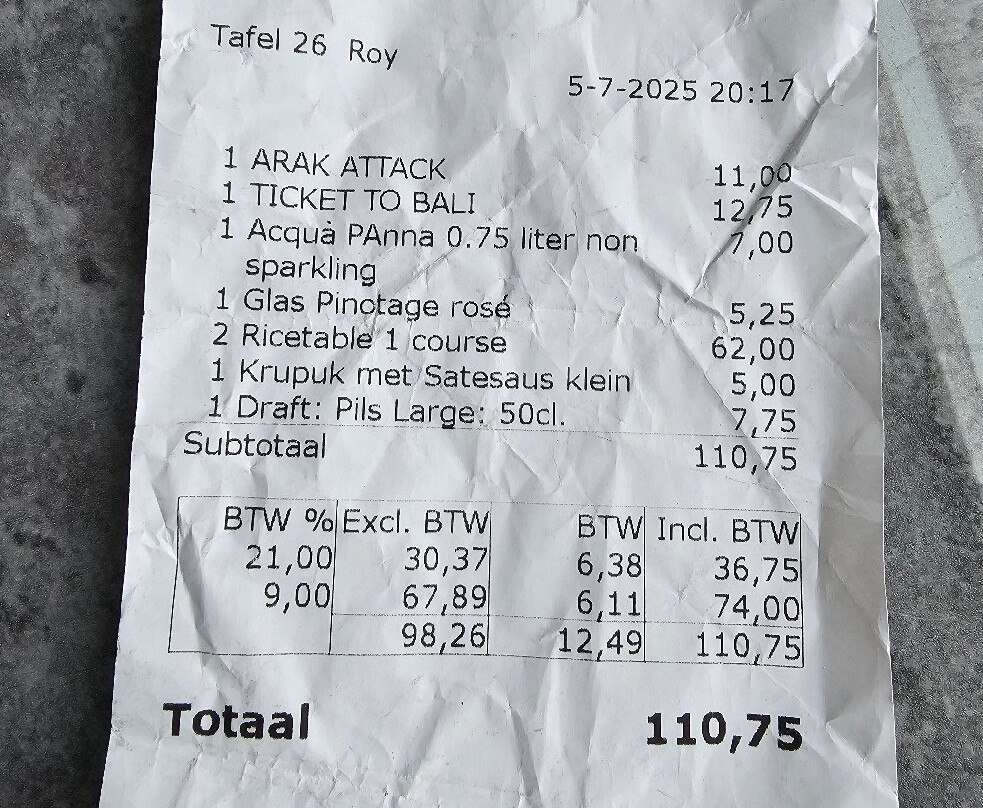 Tafel 26 Roy
5-7-2025 20:17
1 ARAK ATTACK 11,00
1 TICKET TO BALI 12,75
1 Acquà PAnna 0.75 liter non 7,00
sparkling
1 Glas Pinotage rosé 5,25
2 Ricetable 1 course 62,00
1 Krupuk met Satesaus klein 5,00
1 Draft: Pils Large: 50cl. 7,75
Subtotaal 110,75
BTW % Excl. BTW BTW Incl. BTW
21,00 30,37 6,38 36,75
9,00 67,89 6,11 74,00
98,26 12,49 110,75
Totaal 110,75